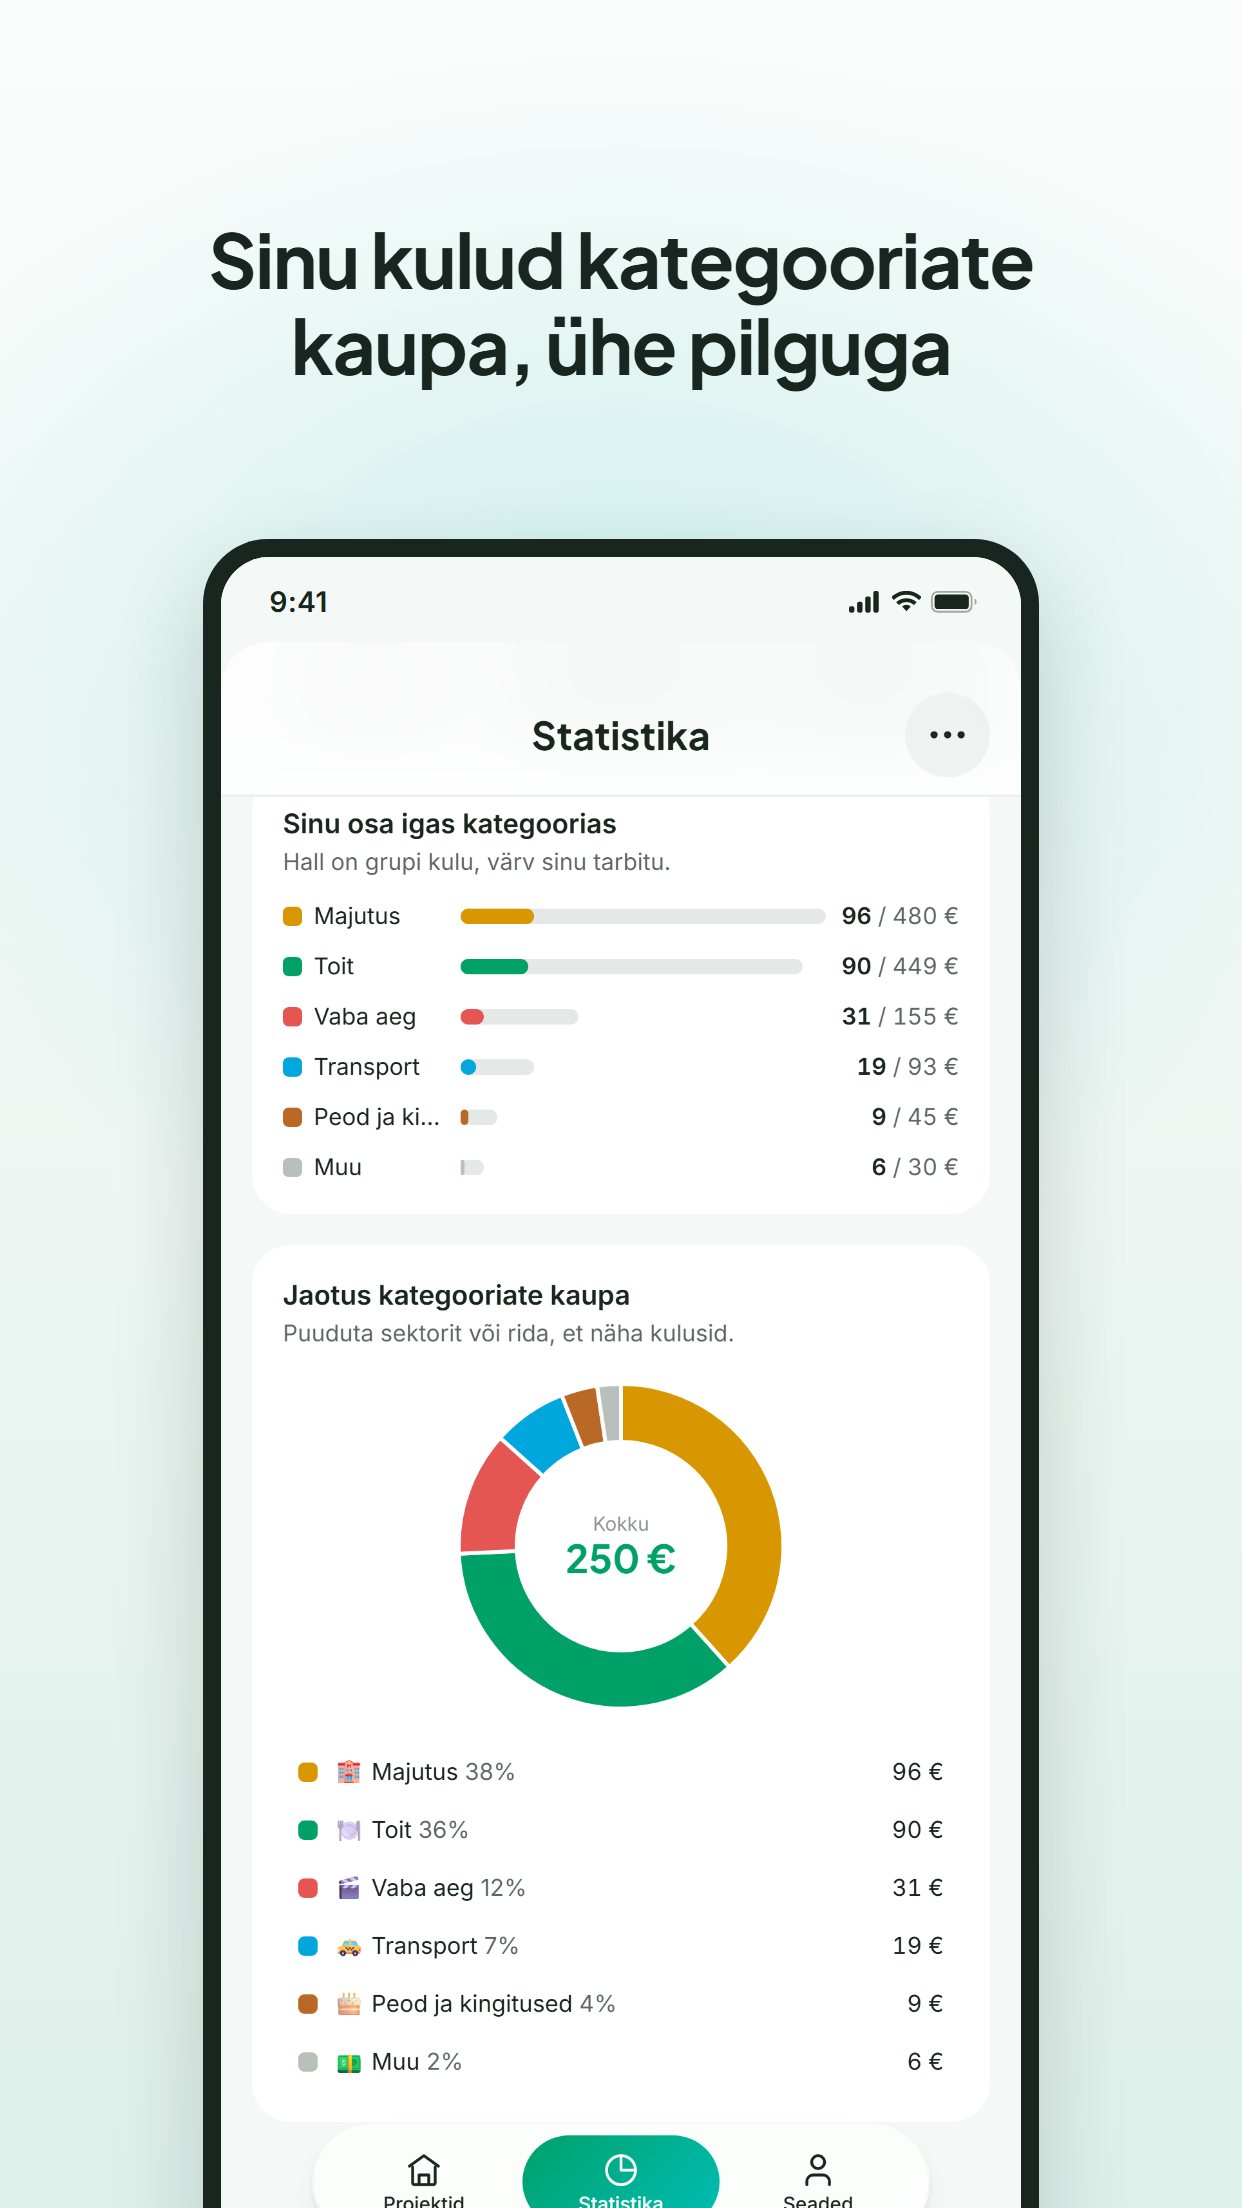 Sinu kulud kategooriate
kaupa, ühe pilguga
9:41
Statistika
Sinu osa igas kategoorias
Hall on grupi kulu, värv sinu tarbitu.
Majutus 96 / 480 €
Toit 90 / 449 €
Vaba aeg 31 / 155 €
Transport 19 / 93 €
Peod ja ki... 9 / 45 €
Muu 6 / 30 €
Jaotus kategooriate kaupa
Puuduta sektorit või rida, et näha kulusid.
Kokku
250 €
Majutus 38% 96 €
Toit 36% 90 €
Vaba aeg 12% 31 €
Transport 7% 19 €
Peod ja kingitused 4% 9 €
Muu 2% 6 €
Projektid Statistika Seaded